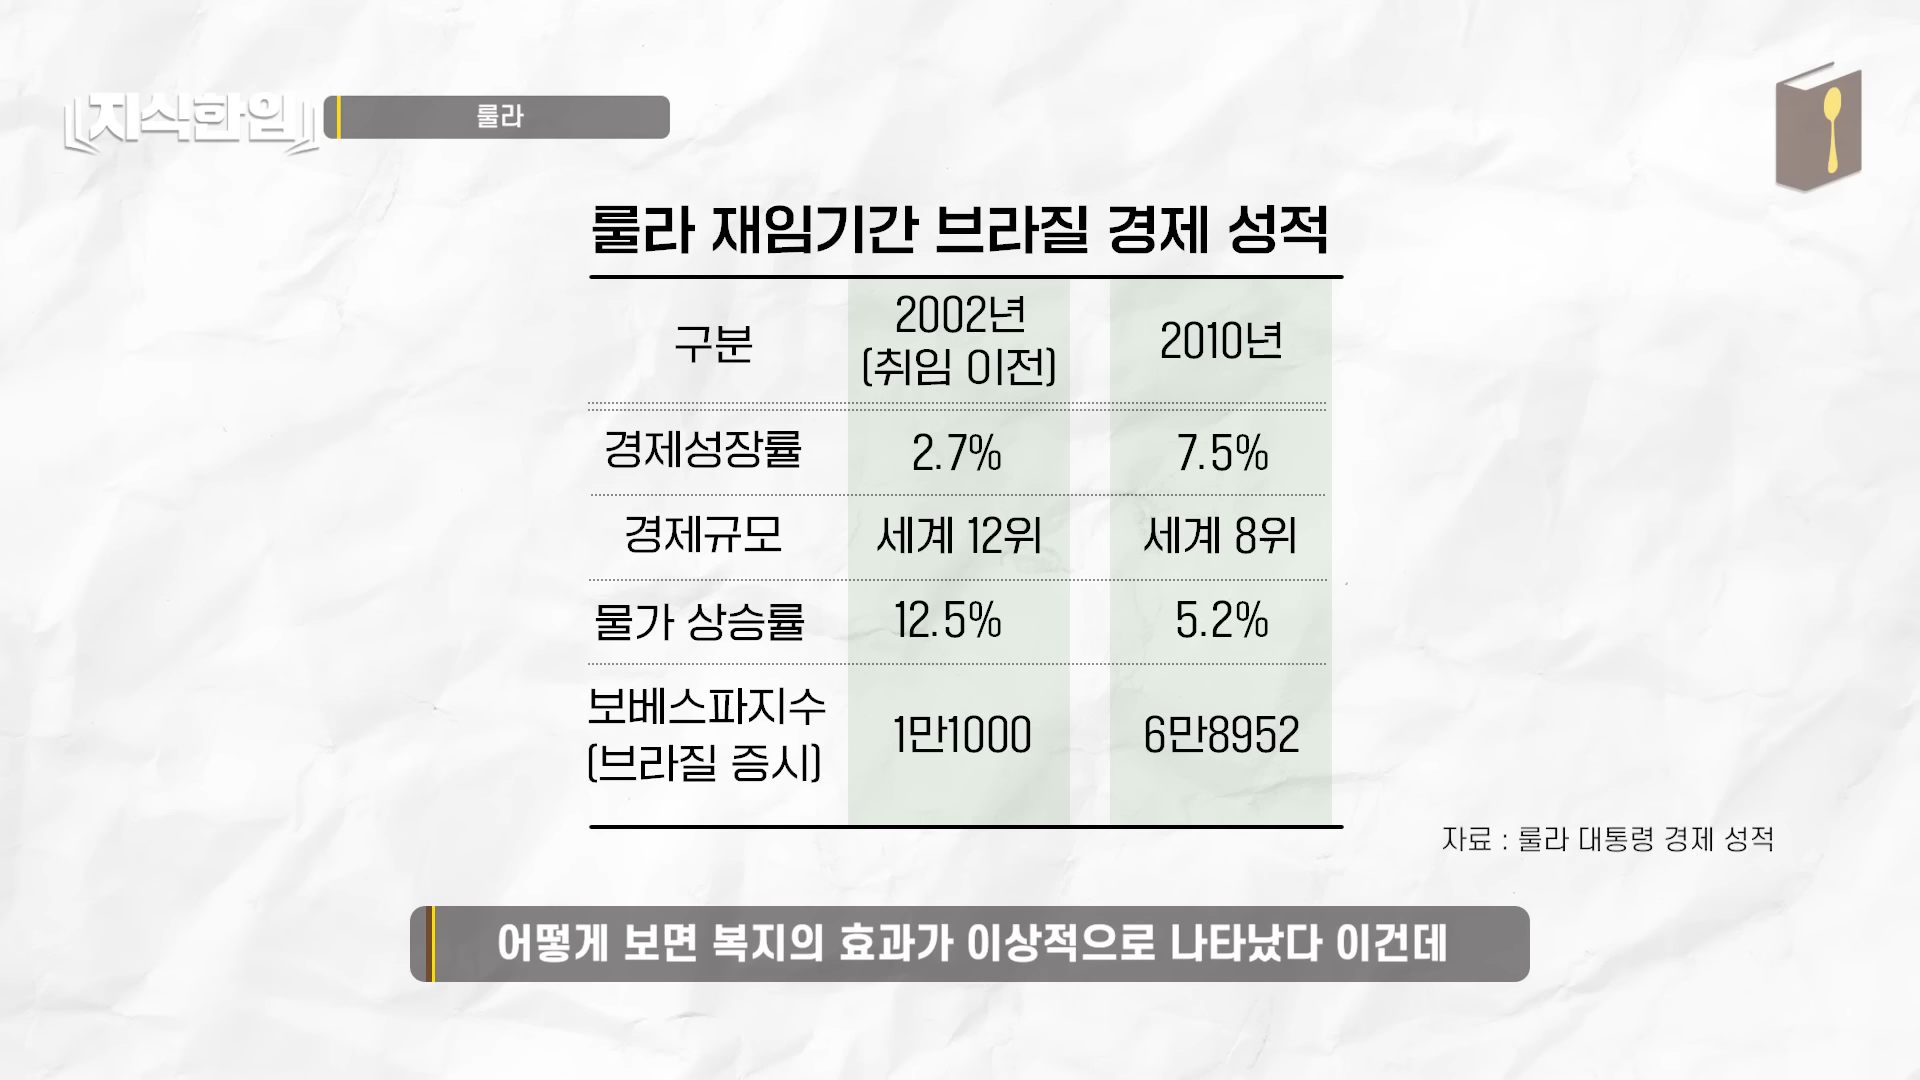 지식한입
룰라
룰라 재임기간 브라질 경제 성적
구분
2002년
(취임 이전)
2010년
경제성장률 2.7% 7.5%
경제규모 세계 12위 세계 8위
물가 상승률 12.5% 5.2%
보베스파지수
(브라질 증시)
1만1000 6만8952
자료 : 룰라 대통령 경제 성적
어떻게 보면 복지의 효과가 이상적으로 나타났다 이건데